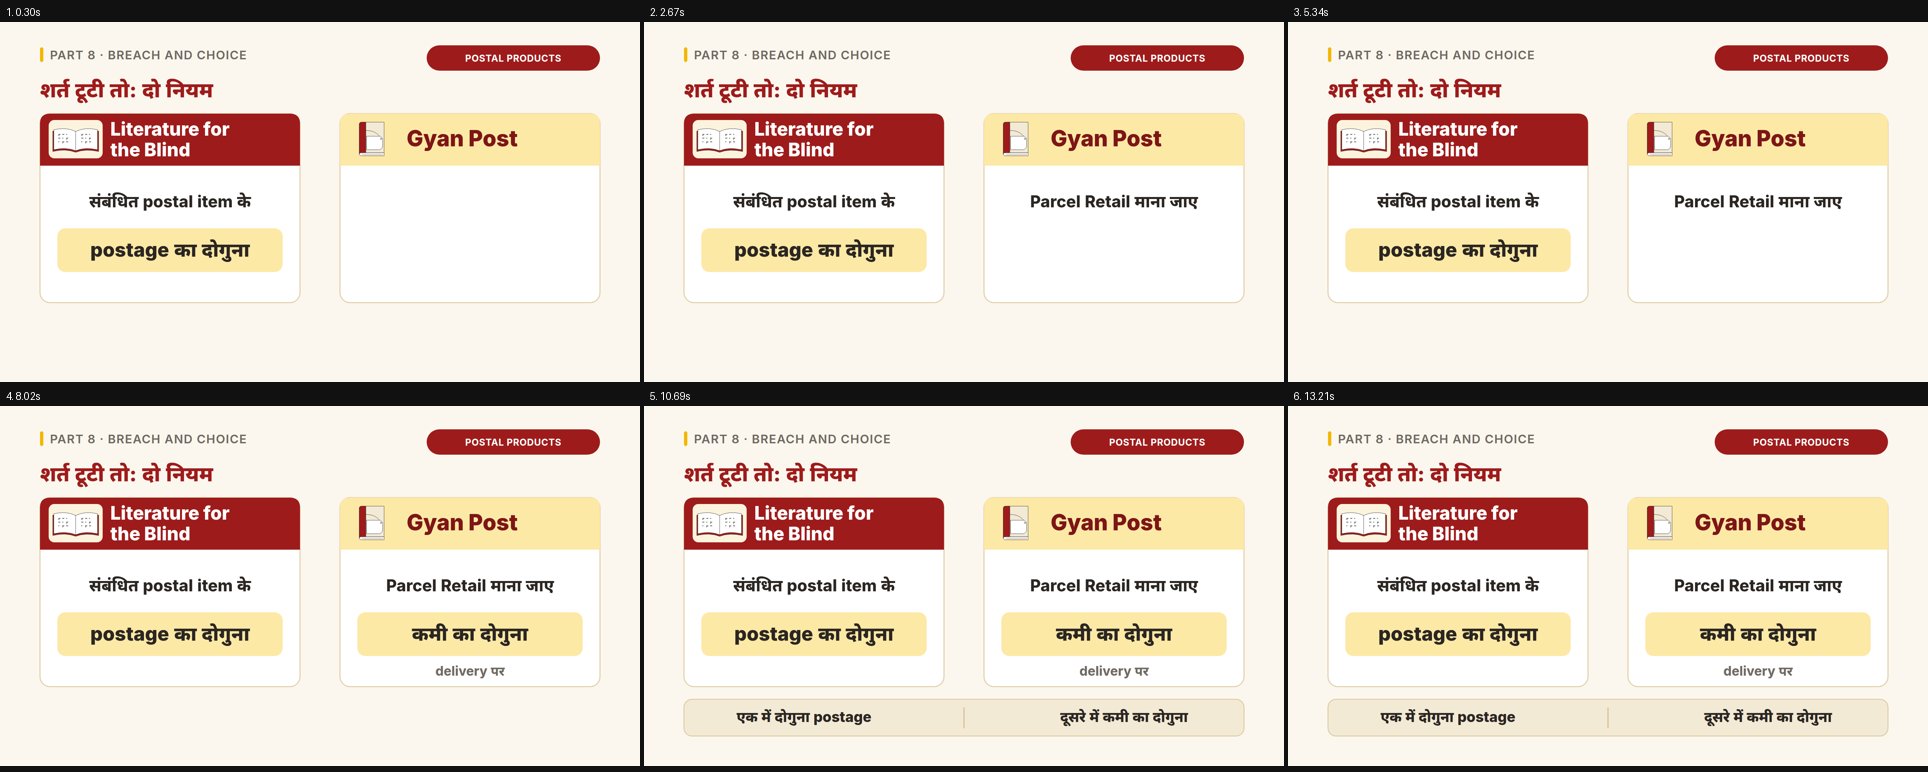 1. 0.30s
PART 8 · BREACH AND CHOICE
POSTAL PRODUCTS
शर्त टूटी तो: दो नियम
Literature for
the Blind
Gyan Post
संबंधित postal item के
postage का दोगुना
2. 2.67s
PART 8 · BREACH AND CHOICE
POSTAL PRODUCTS
शर्त टूटी तो: दो नियम
Literature for
the Blind
Gyan Post
संबंधित postal item के
Parcel Retail माना जाए
postage का दोगुना
3. 5.34s
PART 8 · BREACH AND CHOICE
POSTAL PRODUCTS
शर्त टूटी तो: दो नियम
Literature for
the Blind
Gyan Post
संबंधित postal item के
Parcel Retail माना जाए
postage का दोगुना
4. 8.02s
PART 8 · BREACH AND CHOICE
POSTAL PRODUCTS
शर्त टूटी तो: दो नियम
Literature for
the Blind
Gyan Post
संबंधित postal item के
Parcel Retail माना जाए
postage का दोगुना
कमी का दोगुना
delivery पर
5. 10.69s
PART 8 · BREACH AND CHOICE
POSTAL PRODUCTS
शर्त टूटी तो: दो नियम
Literature for
the Blind
Gyan Post
संबंधित postal item के
Parcel Retail माना जाए
postage का दोगुना
कमी का दोगुना
delivery पर
एक में दोगुना postage
दूसरे में कमी का दोगुना
6. 13.21s
PART 8 · BREACH AND CHOICE
POSTAL PRODUCTS
शर्त टूटी तो: दो नियम
Literature for
the Blind
Gyan Post
संबंधित postal item के
Parcel Retail माना जाए
postage का दोगुना
कमी का दोगुना
delivery पर
एक में दोगुना postage
दूसरे में कमी का दोगुना